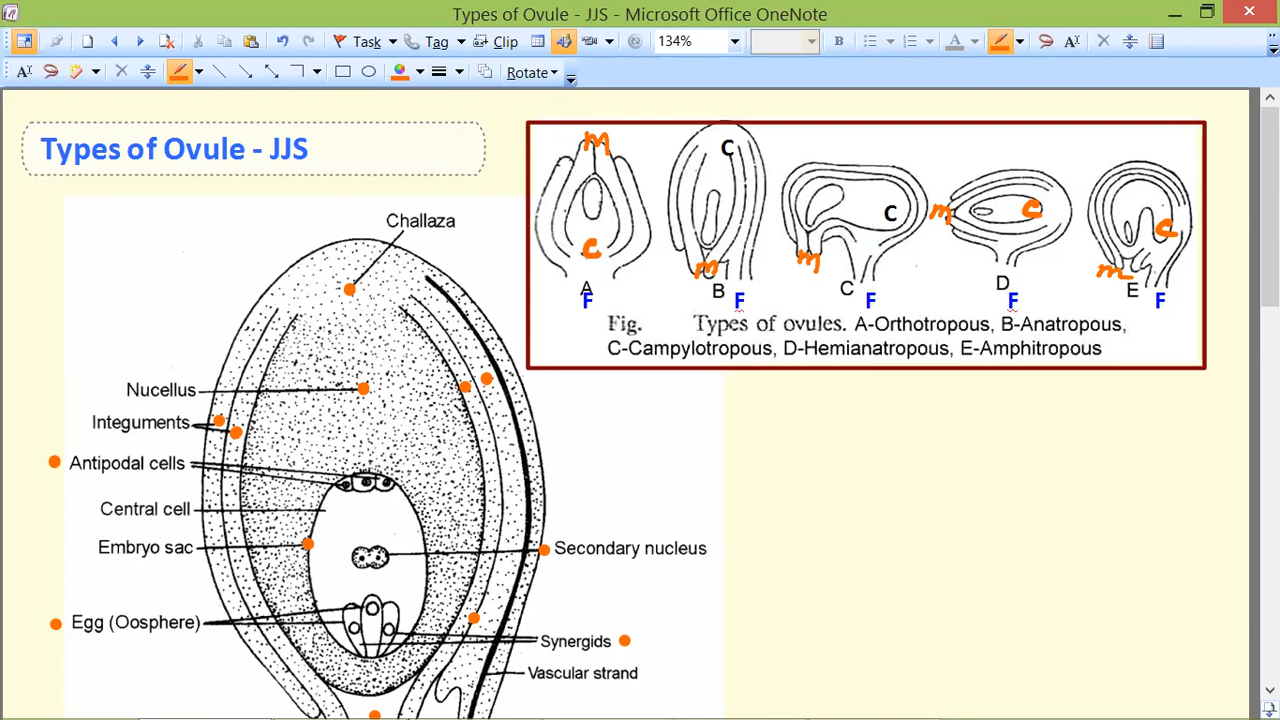 Types of Ovule - JJS - Microsoft Office OneNote
Task Tag Clip 134% B A A
A Rotate
Types of Ovule - JJS
m C C m C C
C m m m
A B C D E
F F F F F
Fig. Types of ovules. A-Orthotropous, B-Anatropous,
C-Campylotropous, D-Hemianatropous, E-Amphitropous
Challaza
Nucellus
Integuments
Antipodal cells
Central cell
Embryo sac
Secondary nucleus
Egg (Oosphere)
Synergids
Vascular strand